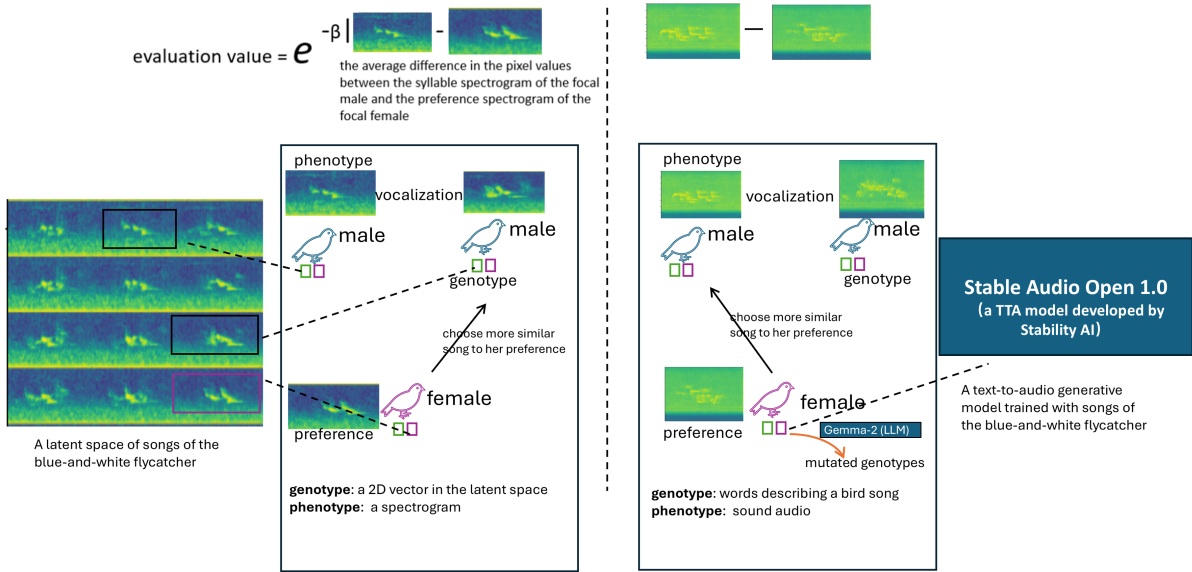 evaluation value = e -β| -
the average difference in the pixel values
between the syllable spectrogram of the focal
male and the preference spectrogram of the
focal female
—
phenotype
vocalization
male
male
genotype
choose more similar
song to her preference
female
preference
genotype: a 2D vector in the latent space
phenotype: a spectrogram
A latent space of songs of the
blue-and-white flycatcher
phenotype
vocalization
male
male
genotype
choose more similar
song to her preference
female
preference
Gemma-2 (LLM)
mutated genotypes
genotype: words describing a bird song
phenotype: sound audio
Stable Audio Open 1.0
(a TTA model developed by
Stability AI)
A text-to-audio generative
model trained with songs of
the blue-and-white flycatcher